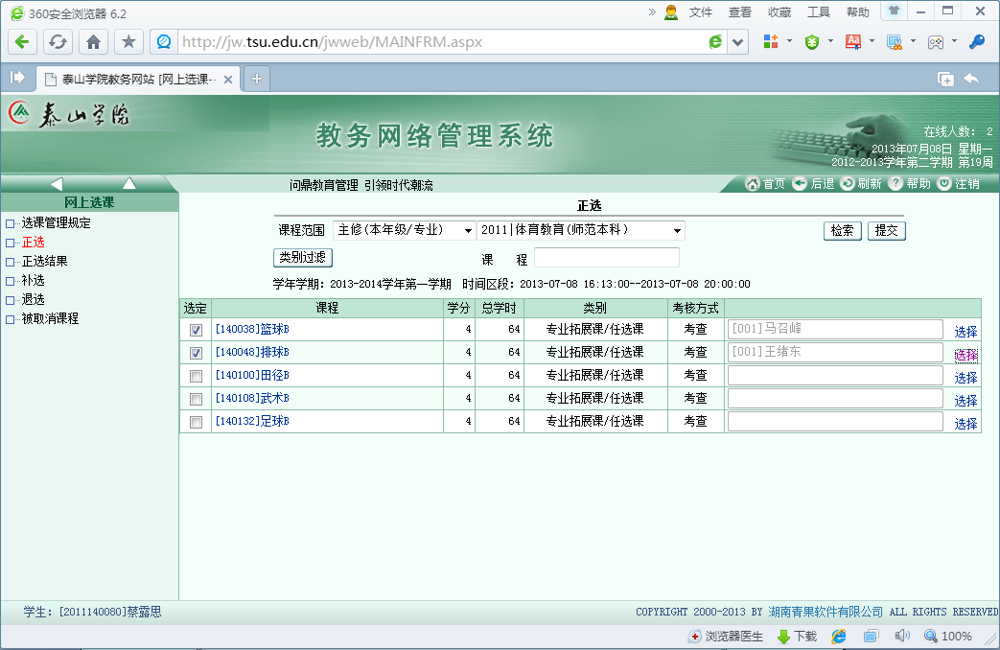 360安全浏览器 6.2
» 文件 查看 收藏 工具 帮助
http://jw.tsu.edu.cn/jwweb/MAINFRM.aspx
泰山学院教务网站 [网上选课--
泰山学院
教务网络管理系统
在线人数： 2
2013年07月08日 星期一
2012-2013学年第二学期 第19周
问鼎教育管理 引领时代潮流
首页 后退 刷新 帮助 注销
网上选课
选课管理规定
正选
正选结果
补选
退选
被取消课程
正选
课程范围 主修(本年级/专业) 2011|体育教育(师范本科) 检索 提交
类别过滤 课 程
学年学期：2013-2014学年第一学期 时间区段：2013-07-08 16:13:00--2013-07-08 20:00:00
选定 课程 学分 总学时 类别 考核方式
[140038]篮球B 4 64 专业拓展课/任选课 考查 [001]马召峰 选择
[140048]排球B 4 64 专业拓展课/任选课 考查 [001]王绪东 选择
[140100]田径B 4 64 专业拓展课/任选课 考查 选择
[140108]武术B 4 64 专业拓展课/任选课 考查 选择
[140132]足球B 4 64 专业拓展课/任选课 考查 选择
学生：[2011140080]蔡露思
COPYRIGHT 2000-2013 BY 湖南青果软件有限公司 ALL RIGHTS RESERVED
浏览器医生 下载 100%